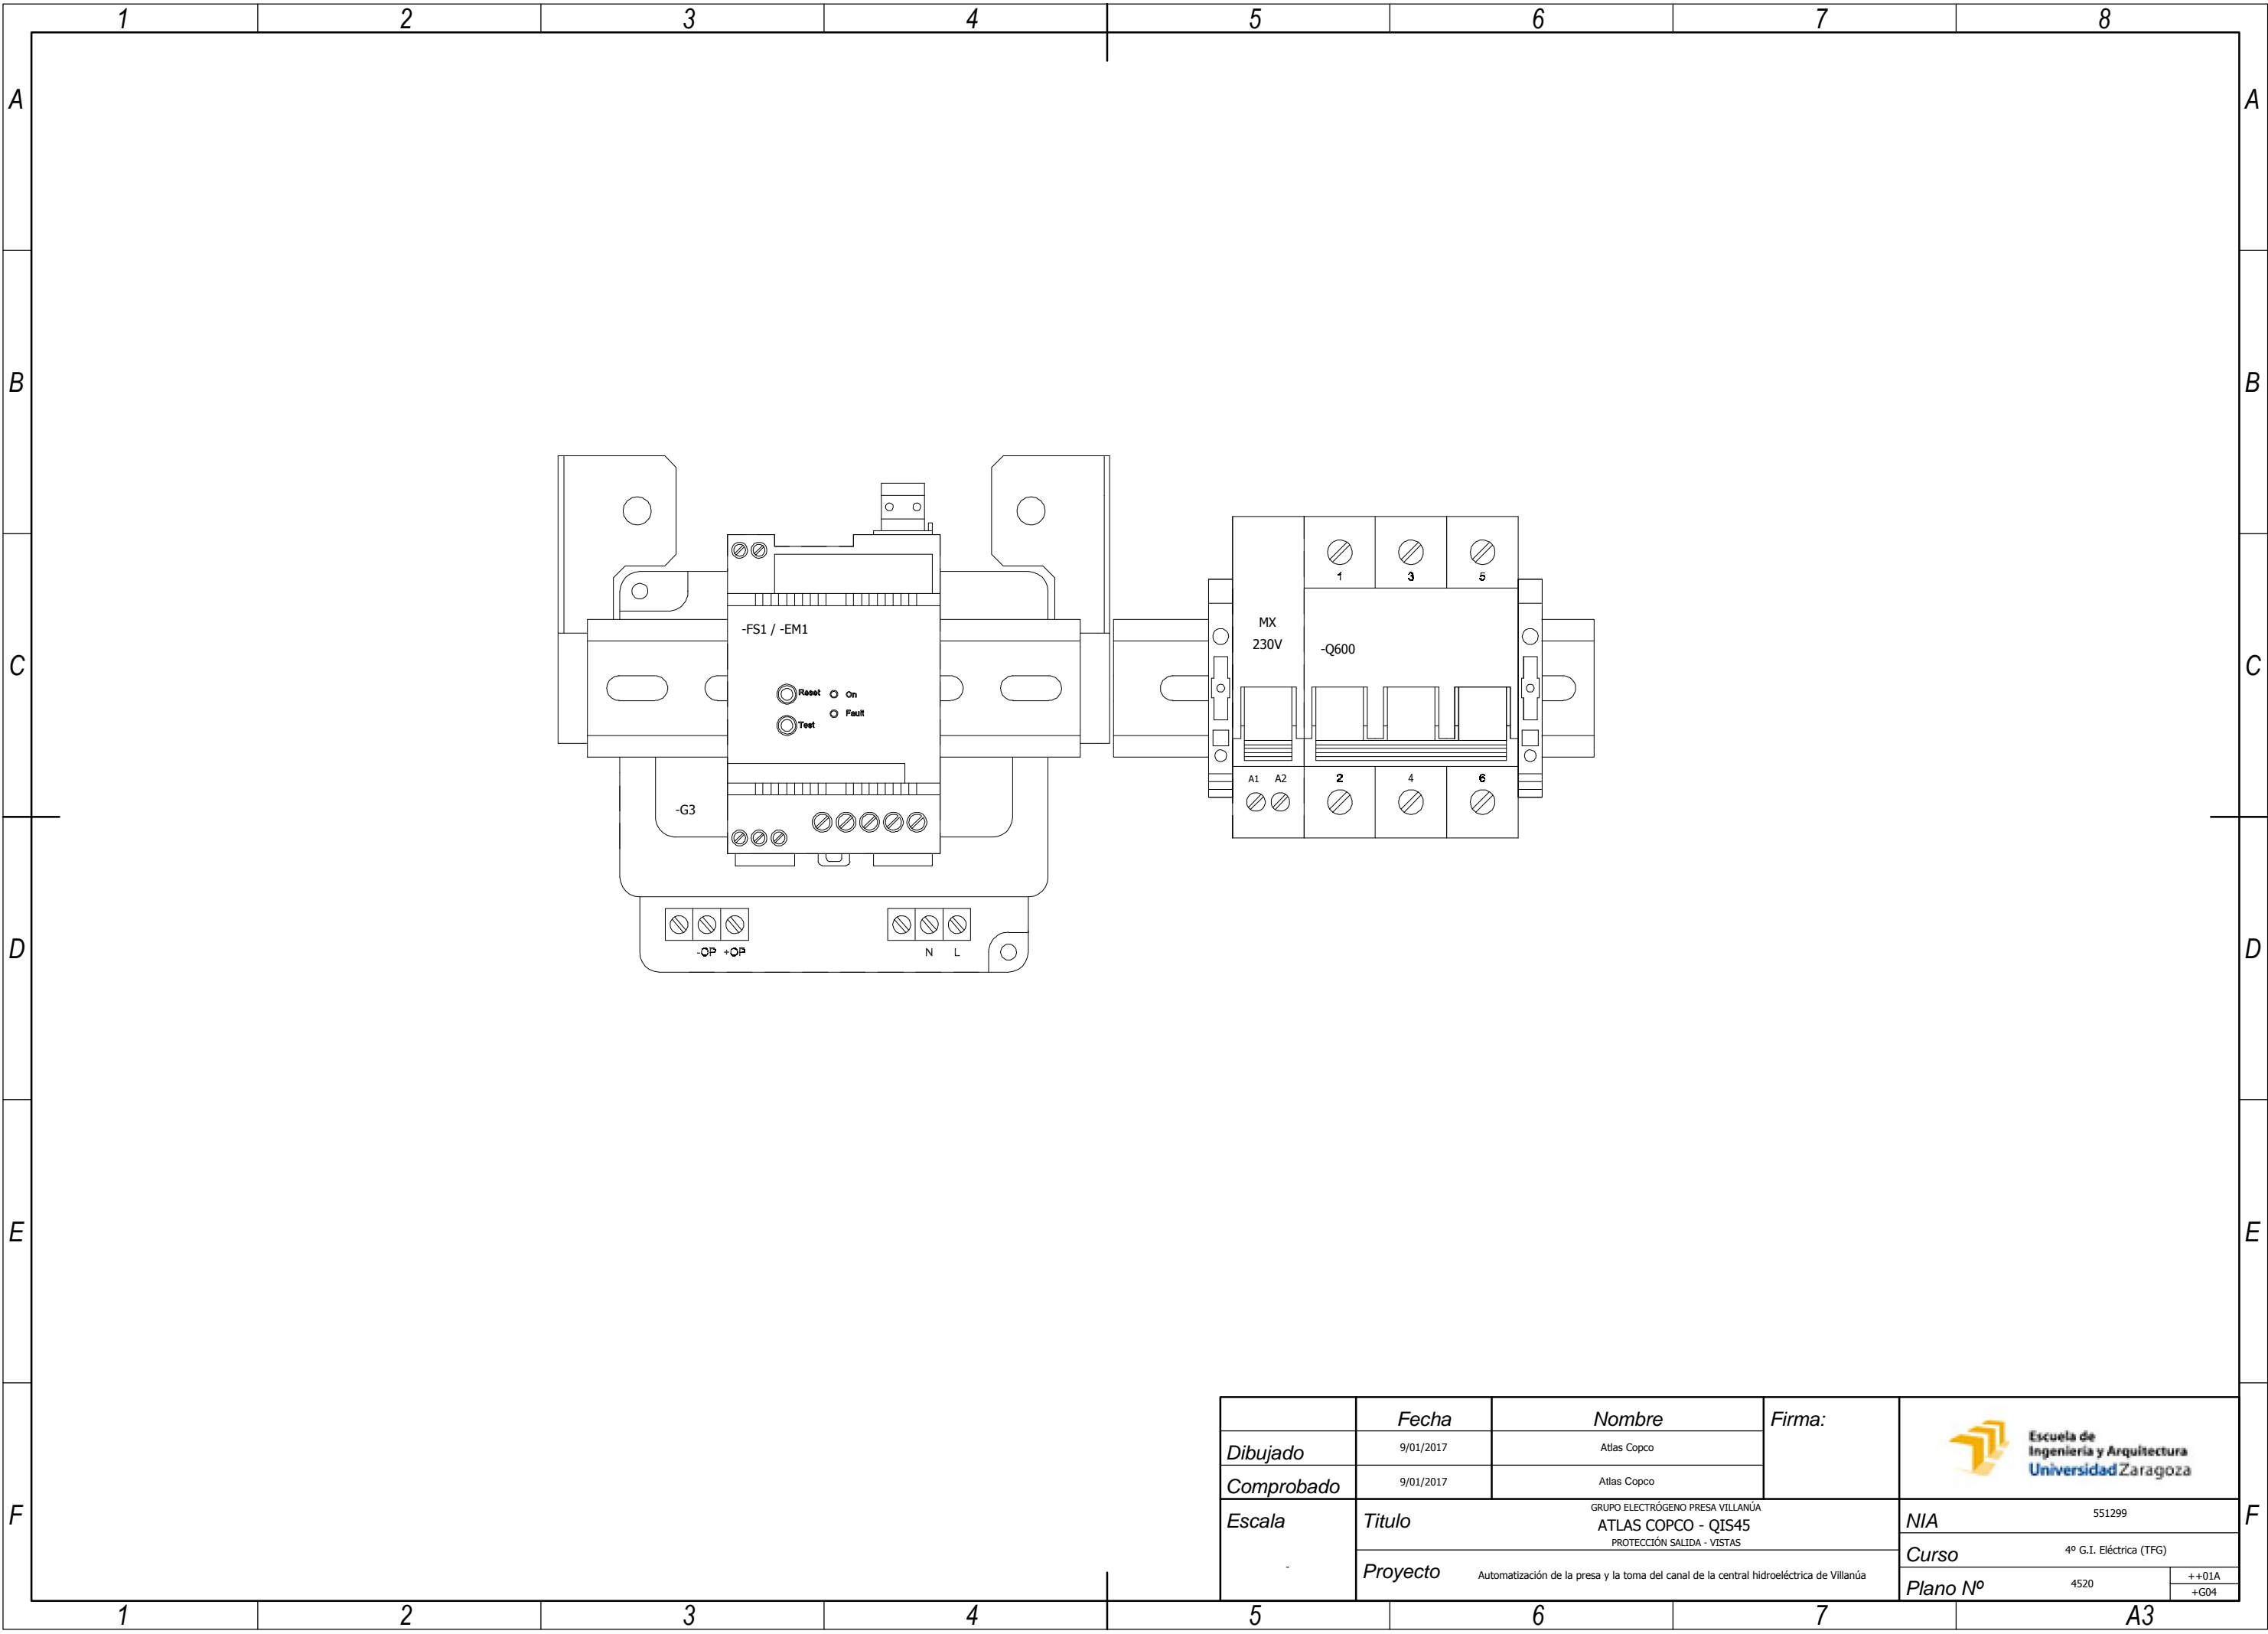 1 2 3 4 5 6 7 8
A A
B B
C C
D D
E E
F F
-FS1 / -EM1
Reset On
Test Fault
-G3
-OP +OP N L
1 3 5
MX
230V
-Q600
A1 A2 2 4 6
Fecha Nombre Firma:
Dibujado 9/01/2017 Atlas Copco
Comprobado 9/01/2017 Atlas Copco
Escuela de
Ingeniería y Arquitectura
Universidad Zaragoza
Escala -
Titulo
GRUPO ELECTRÓGENO PRESA VILLANÚA
ATLAS COPCO - QIS45
PROTECCIÓN SALIDA - VISTAS
Proyecto Automatización de la presa y la toma del canal de la central hidroeléctrica de Villanúa
NIA 551299
Curso 4º G.I. Eléctrica (TFG)
Plano Nº 4520 ++01A
+G04
1 2 3 4 5 6 7 A3